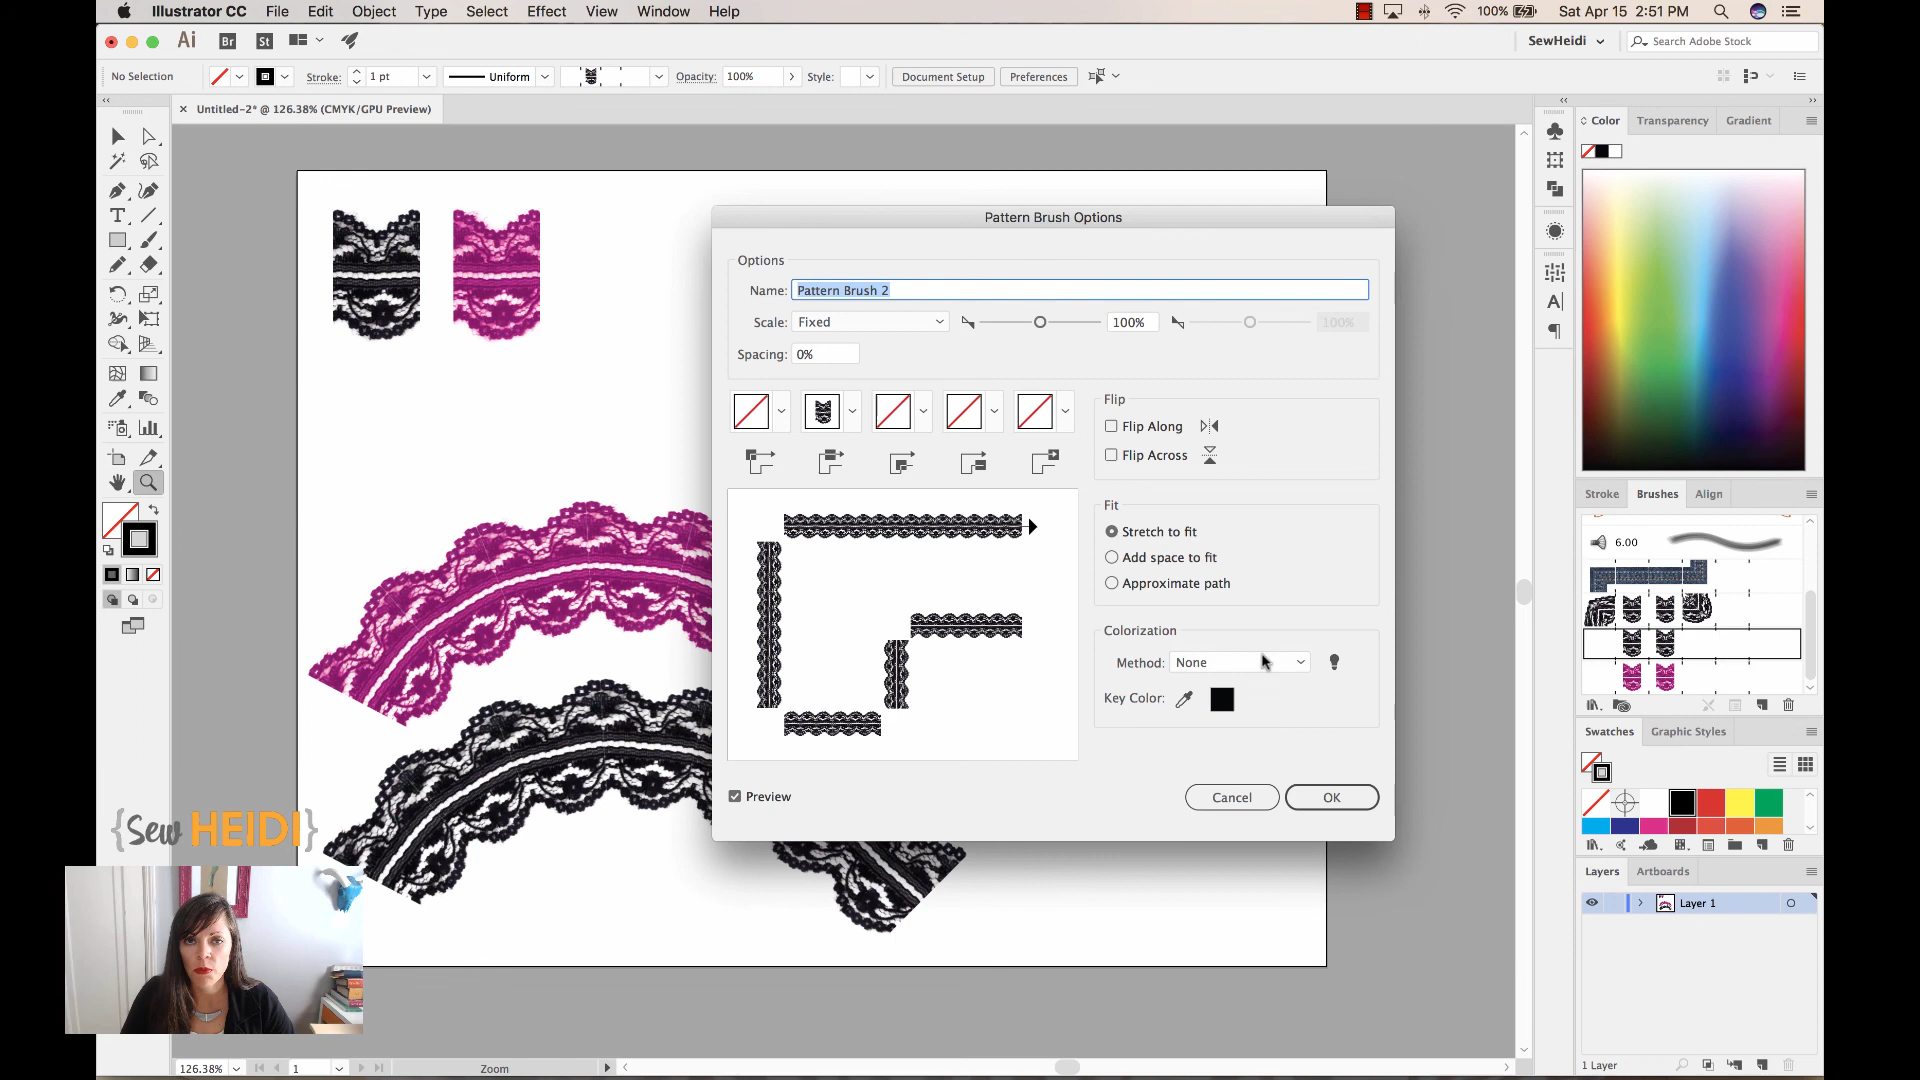 Illustrator CC File Edit Object Type Select Effect View Window Help
100% Sat Apr 15 2:51 PM
Ai Br St
SewHeidi Search Adobe Stock
No Selection Stroke: 1 pt Uniform Opacity: 100% Style: Document Setup Preferences
Untitled-2* @ 126.38% (CMYK/GPU Preview)
Color Transparency Gradient
Pattern Brush Options
Options
Name: Pattern Brush 2
Scale: Fixed 100% 100%
Spacing: 0%
Flip
Flip Along
Flip Across
Fit
Stretch to fit
Add space to fit
Approximate path
Colorization
Method: None
Key Color:
Preview Cancel OK
Stroke Brushes Align
6.00
Swatches Graphic Styles
Layers Artboards
Layer 1
1 Layer
{Sew HEIDI}
126.38% 1 Zoom